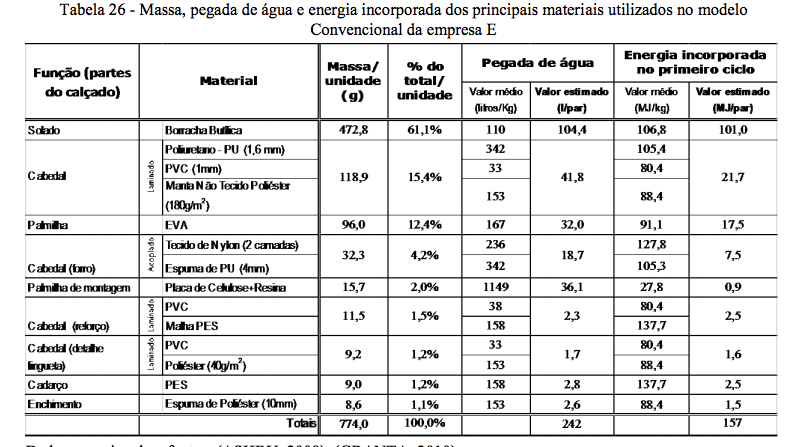 Tabela 26 - Massa, pegada de água e energia incorporada dos principais materiais utilizados no modelo
Convencional da empresa E
Função (partes do calçado) Material Massa/ unidade (g) % do total/ unidade Pegada de água Energia incorporada no primeiro ciclo
Valor médio (litros/Kg) Valor estimado (l/par) Valor médio (MJ/kg) Valor estimado (MJ/par)
Solado Borracha Butílica 472,8 61,1% 110 104,4 106,8 101,0
Cabedal Laminado Poliuretano - PU (1,6 mm) 118,9 15,4% 342 41,8 105,4 21,7
PVC (1mm) 33 80,4
Manta Não Tecido Poliéster (180g/m²) 153 88,4
Palmilha EVA 96,0 12,4% 167 32,0 91,1 17,5
Cabedal (forro) Acoplado Tecido de Nylon (2 camadas) 32,3 4,2% 236 18,7 127,8 7,5
Espuma de PU (4mm) 342 105,3
Palmilha de montagem Placa de Celulose+Resina 15,7 2,0% 1149 36,1 27,8 0,9
Cabedal (reforço) Laminado PVC 11,5 1,5% 38 2,3 80,4 2,5
Malha PES 158 137,7
Cabedal (detalhe lingueta) Laminado PVC 9,2 1,2% 33 1,7 80,4 1,6
Poliéster (40g/m²) 153 88,4
Cadarço PES 9,0 1,2% 158 2,8 137,7 2,5
Enchimento Espuma de Poliéster (10mm) 8,6 1,1% 153 2,6 88,4 1,5
Totais 774,0 100,0% 242 157